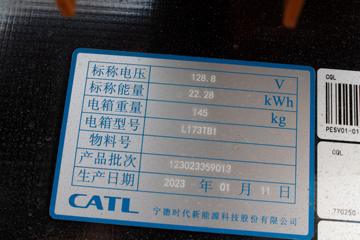 标称电压 128.8 V
标称能量 22.28 kWh
电箱重量 145 kg
电箱型号 L173TB1
物料号
产品批次 123023359013
生产日期 2023 年 01 月 11 日
CATL 宁德时代新能源科技股份有限公司
CQL
PESV01-01
CQL
770250